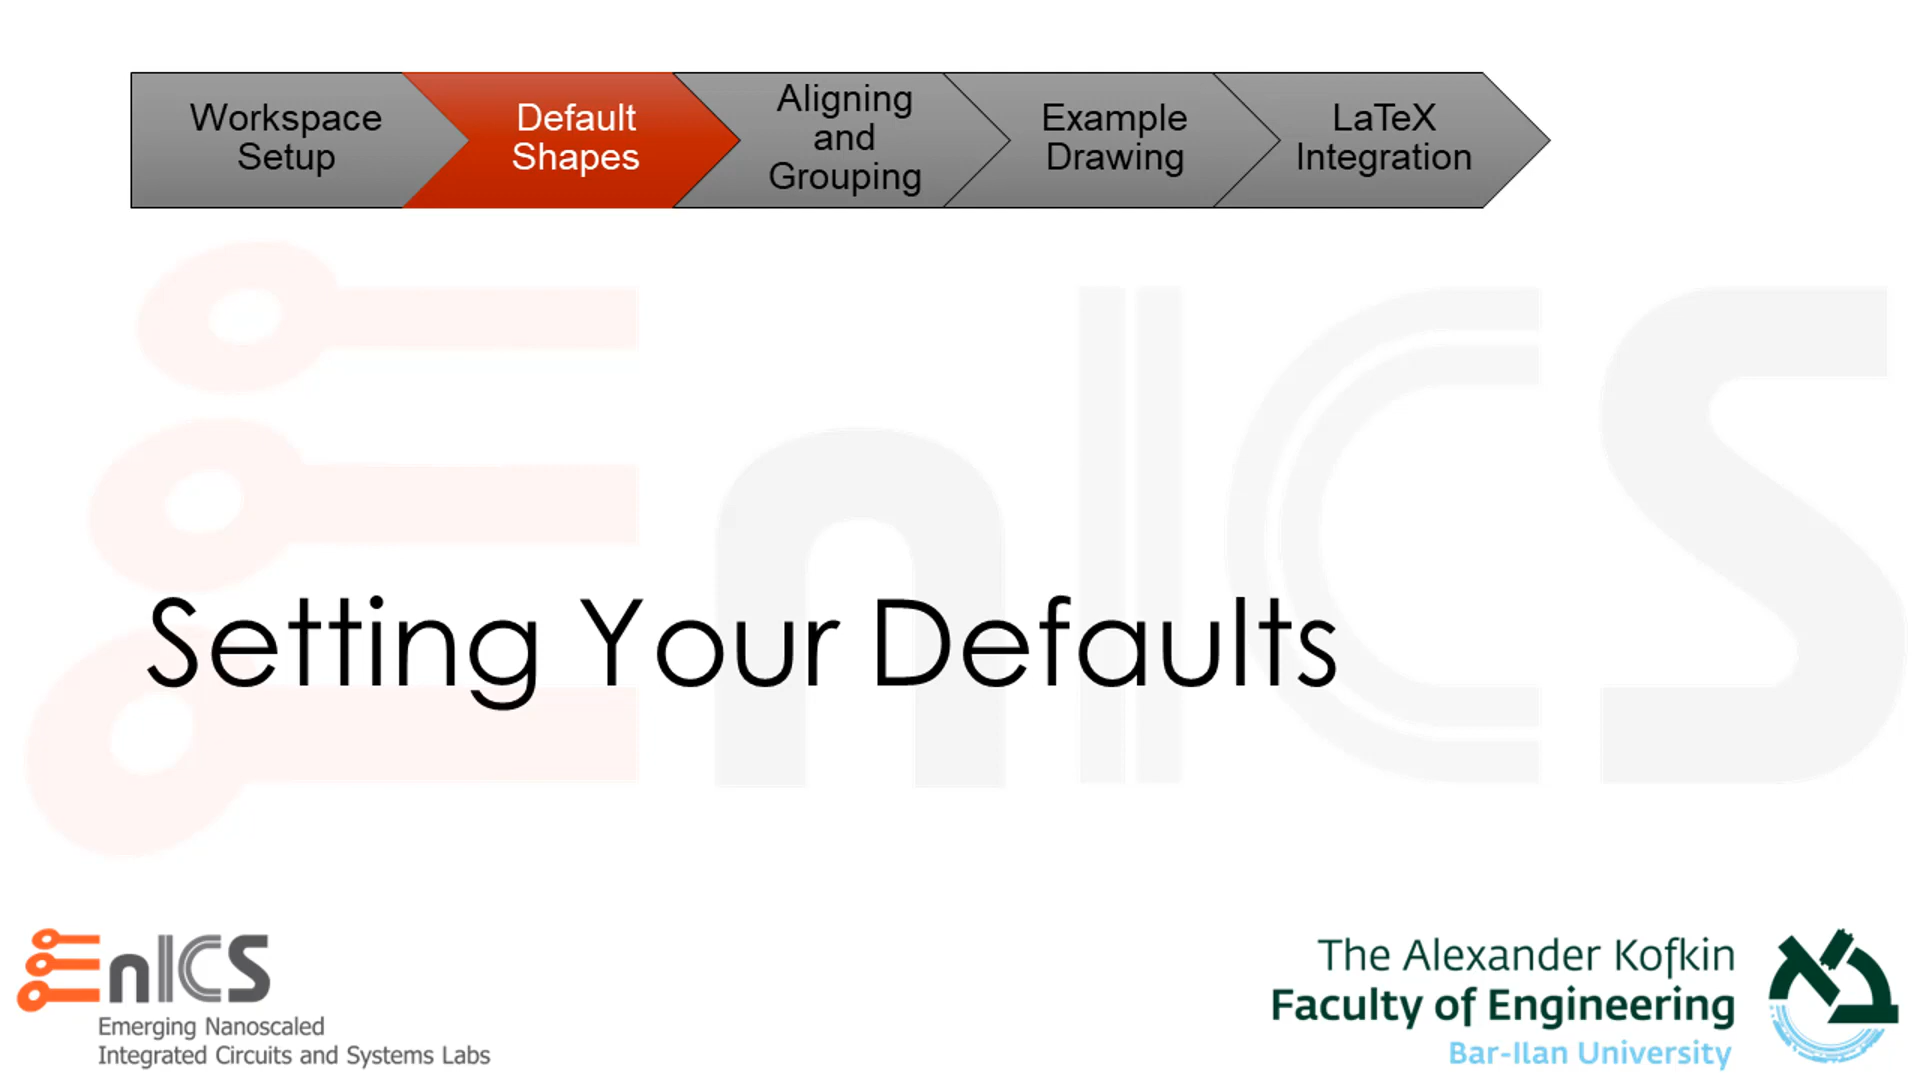 Workspace
Setup
Default
Shapes
Aligning
and
Grouping
Example
Drawing
LaTeX
Integration
Setting Your Defaults
EnICS
Emerging Nanoscaled
Integrated Circuits and Systems Labs
The Alexander Kofkin
Faculty of Engineering
Bar-Ilan University